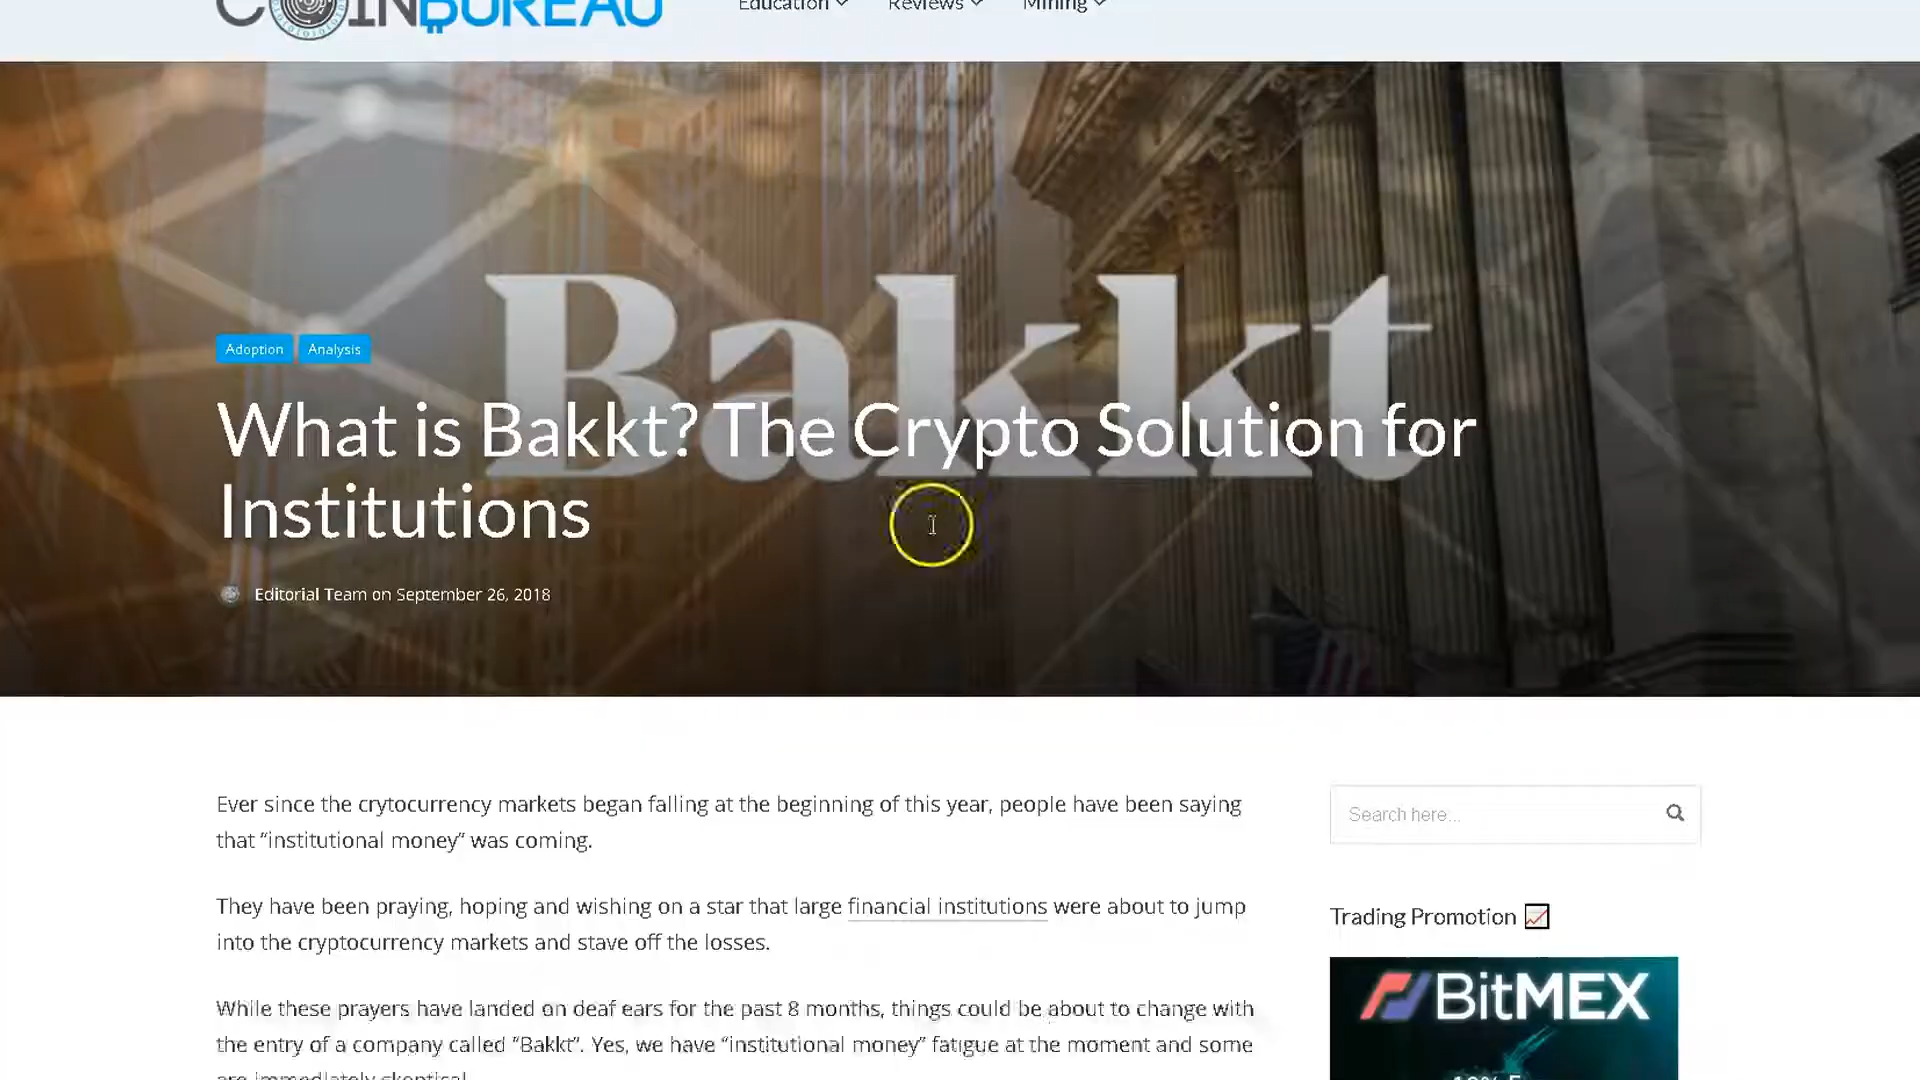 COINBUREAU
Education
Reviews
Mining
Bakkt
Adoption
Analysis
What is Bakkt? The Crypto Solution for
Institutions
Editorial Team on September 26, 2018
Ever since the crytocurrency markets began falling at the beginning of this year, people have been saying
that “institutional money” was coming.
They have been praying, hoping and wishing on a star that large financial institutions were about to jump
into the cryptocurrency markets and stave off the losses.
While these prayers have landed on deaf ears for the past 8 months, things could be about to change with
the entry of a company called “Bakkt”. Yes, we have “institutional money” fatigue at the moment and some
are immediately skeptical.
Search here...
Trading Promotion
BitMEX